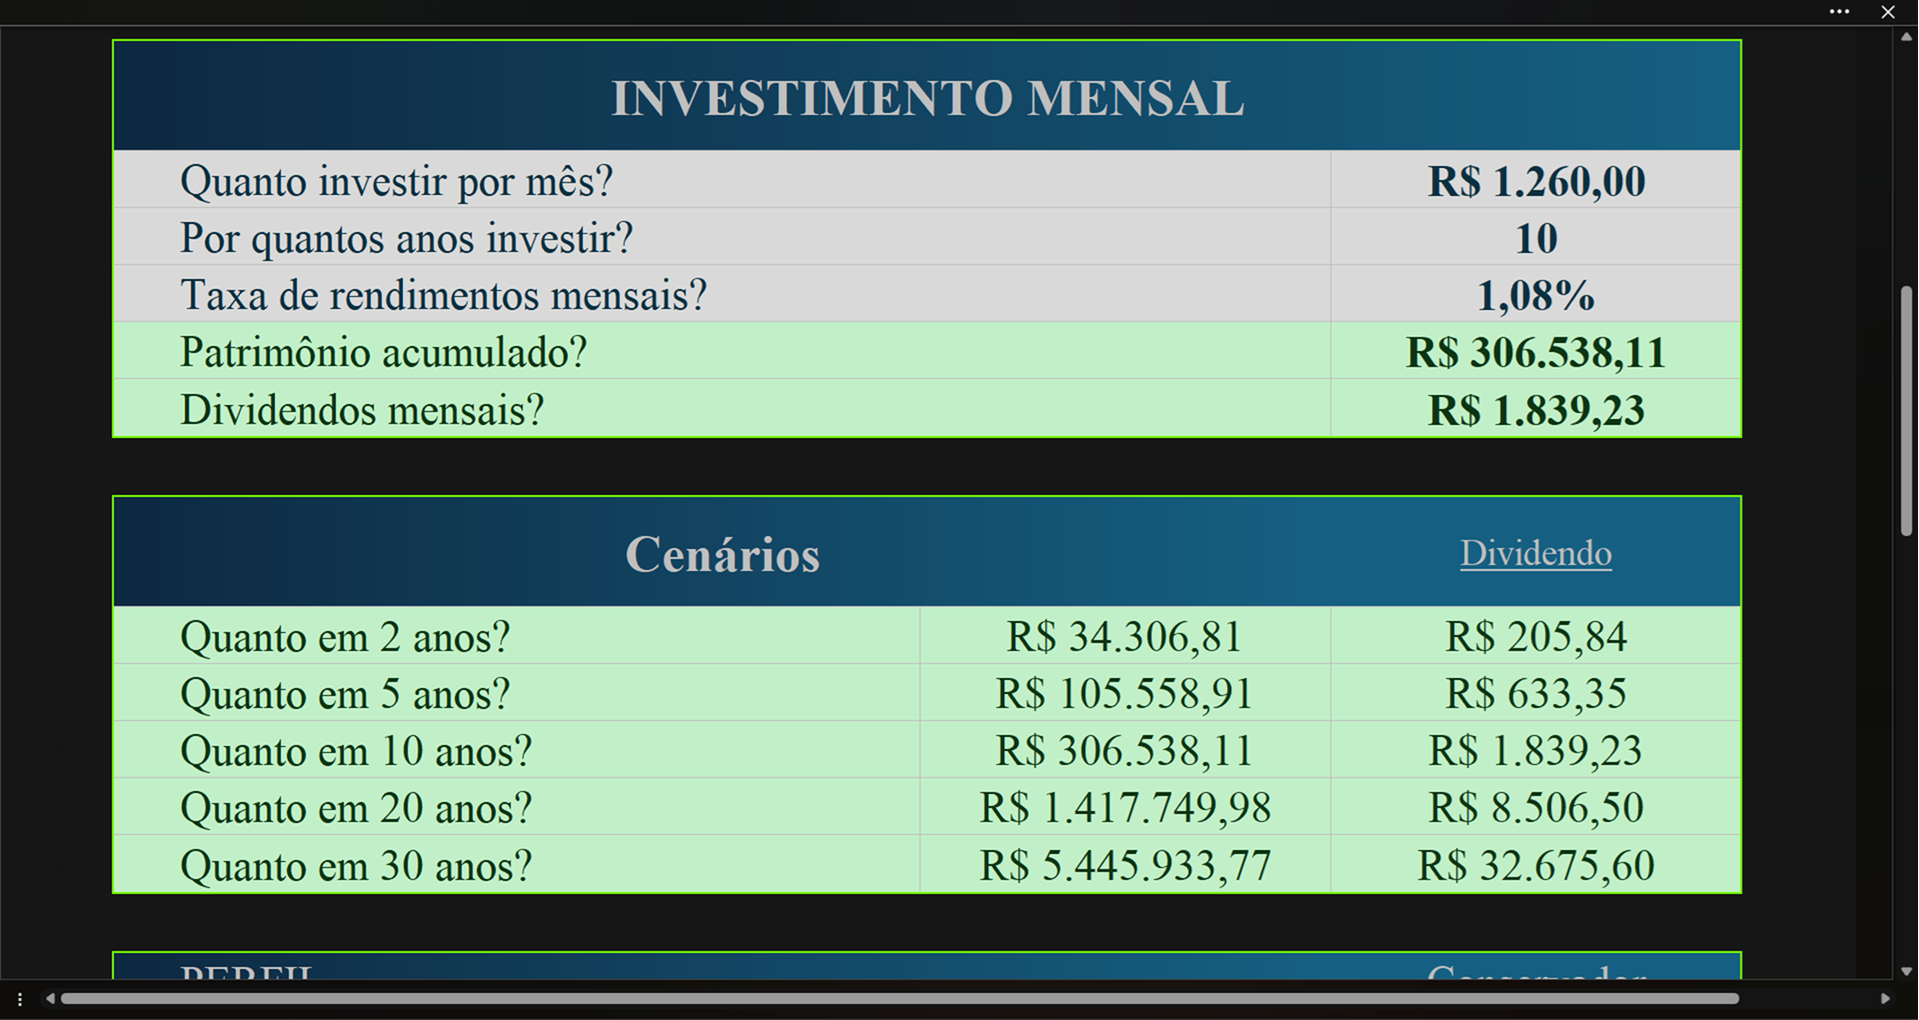 INVESTIMENTO MENSAL
Quanto investir por mês? R$ 1.260,00
Por quantos anos investir? 10
Taxa de rendimentos mensais? 1,08%
Patrimônio acumulado? R$ 306.538,11
Dividendos mensais? R$ 1.839,23
Cenários Dividendo
Quanto em 2 anos? R$ 34.306,81 R$ 205,84
Quanto em 5 anos? R$ 105.558,91 R$ 633,35
Quanto em 10 anos? R$ 306.538,11 R$ 1.839,23
Quanto em 20 anos? R$ 1.417.749,98 R$ 8.506,50
Quanto em 30 anos? R$ 5.445.933,77 R$ 32.675,60
PERFIL Conservador